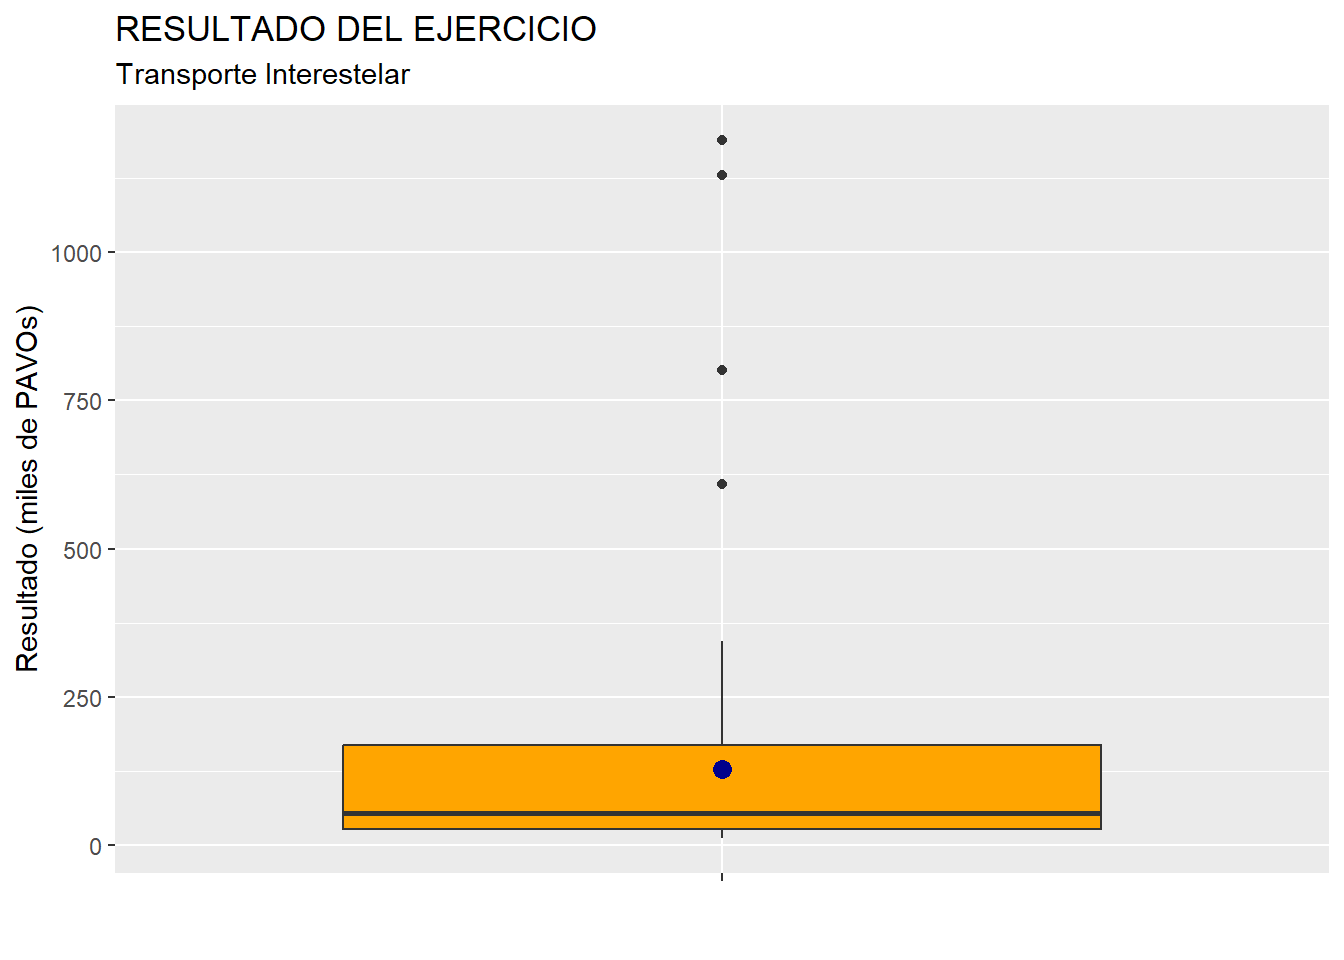 RESULTADO DEL EJERCICIO
Transporte Interestelar
Resultado (miles de PAVOs)
1000
750
500
250
0